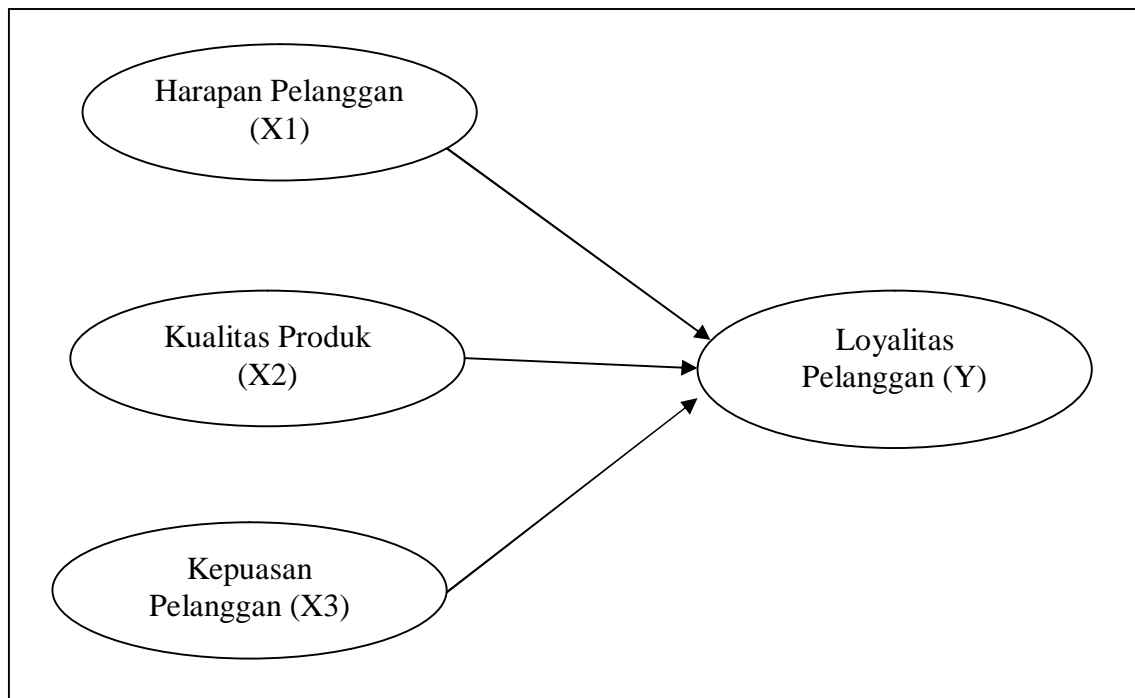 Harapan Pelanggan
(X1)
Kualitas Produk
(X2)
Loyalitas
Pelanggan (Y)
Kepuasan
Pelanggan (X3)